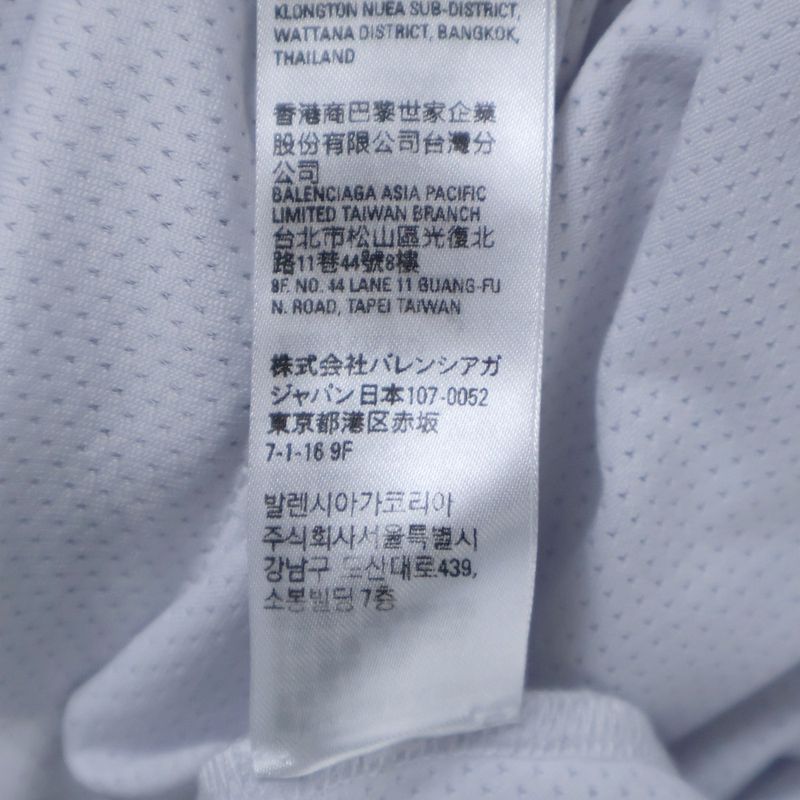 KLONGTON NUEA SUB-DISTRICT,
WATTANA DISTRICT, BANGKOK,
THAILAND
香港商巴黎世家企業
股份有限公司台灣分
公司
BALENCIAGA ASIA PACIFIC
LIMITED TAIWAN BRANCH
台北市松山區光復北
路11巷44號8樓
9F. NO. 44 LANE 11 GUANG-FU
N. ROAD, TAPEI TAIWAN
株式会社バレンシアガ
ジャパン日本107-0052
東京都港区赤坂
7-1-16 9F
발렌시아가코리아
주식회사서울특별시
강남구 도산대로439,
소봉빌딩 7층